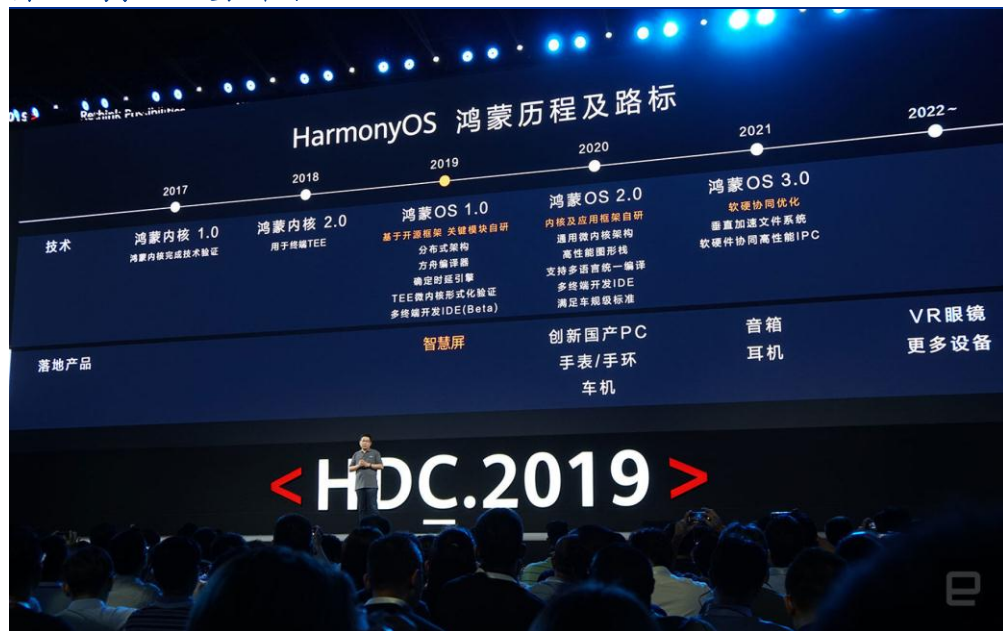 Rethink Possibilities
HarmonyOS 鸿蒙历程及路标
2017
2018
2019
2020
2021
2022~
技术
鸿蒙内核 1.0
鸿蒙内核完成技术验证
鸿蒙内核 2.0
用于终端TEE
鸿蒙OS 1.0
基于开源框架 关键模块自研
分布式架构
方舟编译器
确定时延引擎
TEE微内核形式化验证
多终端开发IDE(Beta)
鸿蒙OS 2.0
内核及应用框架自研
通用微内核架构
高性能图形栈
支持多语言统一编译
多终端开发IDE
满足车规级标准
鸿蒙OS 3.0
软硬协同优化
垂直加速文件系统
软硬件协同高性能IPC
落地产品
智慧屏
创新国产PC
手表/手环
车机
音箱
耳机
VR眼镜
更多设备
<HDC.2019>
e